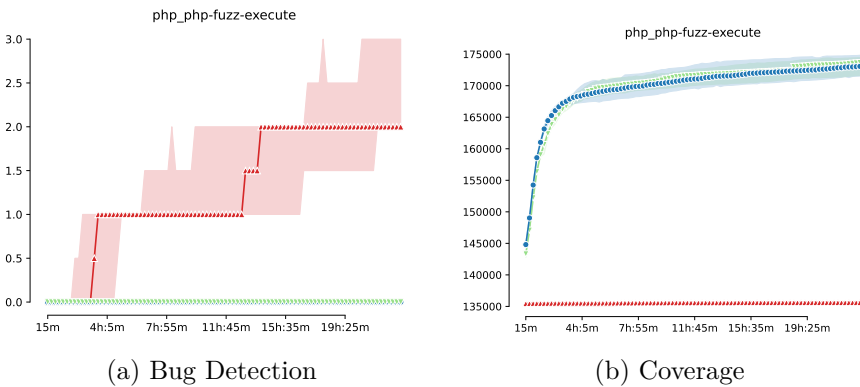 php_php-fuzz-execute
3.0
2.5
2.0
1.5
1.0
0.5
0.0
15m 4h:5m 7h:55m 11h:45m 15h:35m 19h:25m
(a) Bug Detection
php_php-fuzz-execute
175000
170000
165000
160000
155000
150000
145000
140000
135000
15m 4h:5m 7h:55m 11h:45m 15h:35m 19h:25m
(b) Coverage